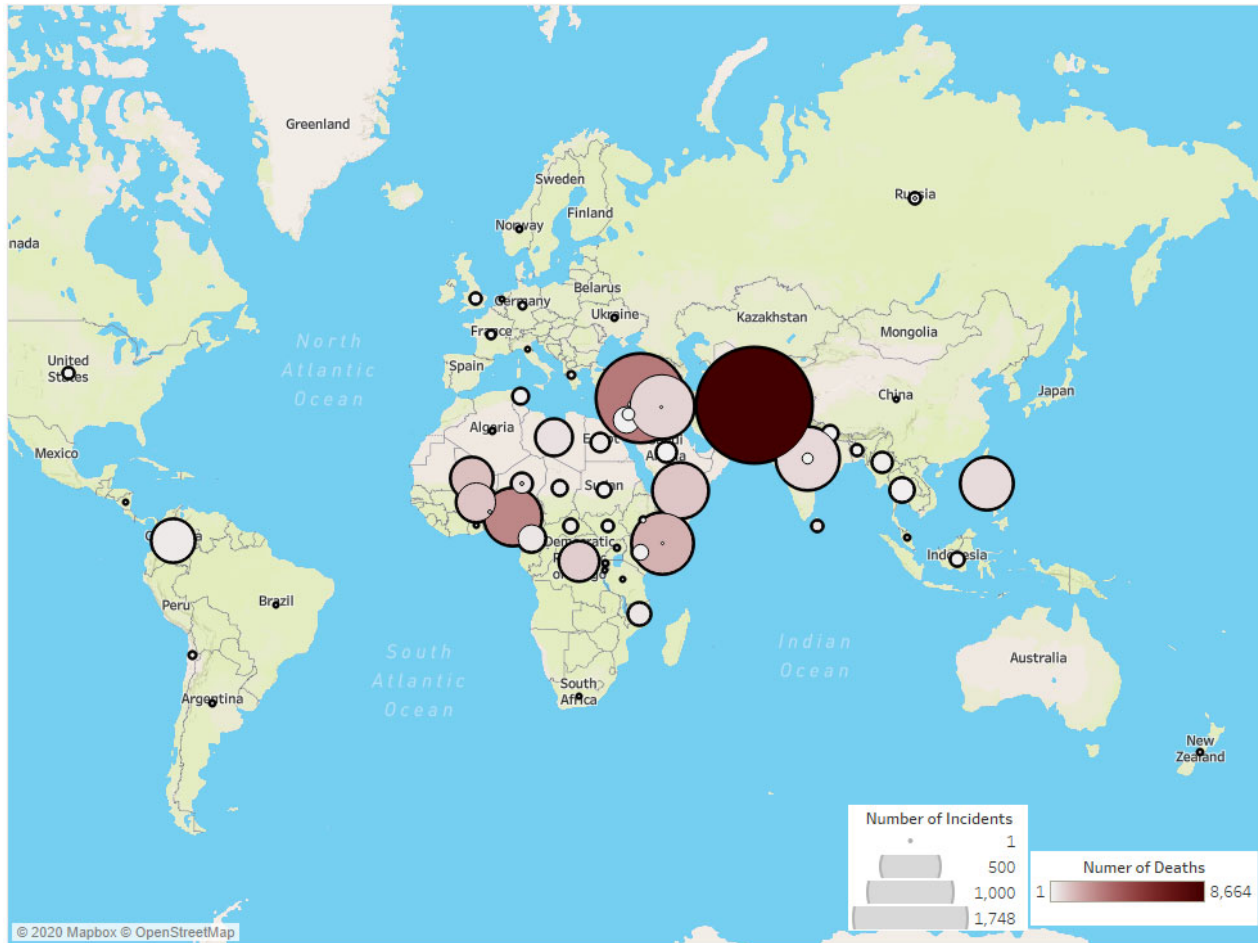 Greenland
Sweden
Finland
Russia
Norway
nada
Belarus
Germany
Ukraine
Kazakhstan
France
Mongolia
North
Atlantic
Ocean
United
States
Spain
Japan
China
Algeria
Mexico
Sudan
Democratic
Indonesia
Peru
Brazil
South
Atlantic
Ocean
Indian
Ocean
Australia
South
Africa
Argentina
New
Zealand
Number of Incidents
1
500
1,000
1,748
Numer of Deaths
1 8,664
© 2020 Mapbox © OpenStreetMap